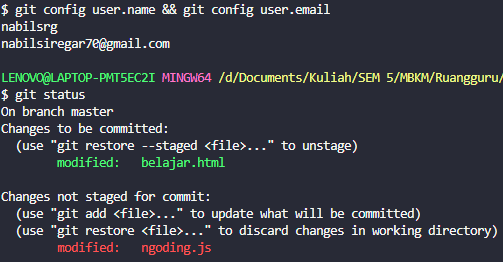 $ git config user.name && git config user.email
nabilsrg
nabilsiregar70@gmail.com
LENOVO@LAPTOP-PMT5EC2I MINGW64 /d/Documents/Kuliah/SEM 5/MBKM/Ruangguru/
$ git status
On branch master
Changes to be committed:
  (use "git restore --staged <file>..." to unstage)
        modified:   belajar.html

Changes not staged for commit:
  (use "git add <file>..." to update what will be committed)
  (use "git restore <file>..." to discard changes in working directory)
        modified:   ngoding.js